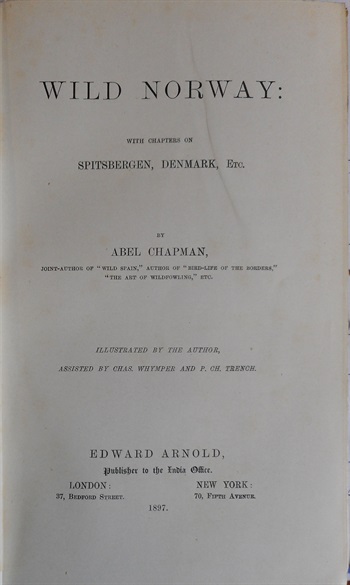 WILD NORWAY:
WITH CHAPTERS ON
SPITSBERGEN, DENMARK, ETC.
BY
ABEL CHAPMAN,
JOINT-AUTHOR OF "WILD SPAIN," AUTHOR OF "BIRD-LIFE OF THE BORDERS,"
"THE ART OF WILDFOWLING," ETC.
ILLUSTRATED BY THE AUTHOR,
ASSISTED BY CHAS. WHYMPER AND P. CH. TRENCH.
EDWARD ARNOLD,
Publisher to the India Office.
LONDON: NEW YORK:
37, BEDFORD STREET. 70, FIFTH AVENUE.
1897.